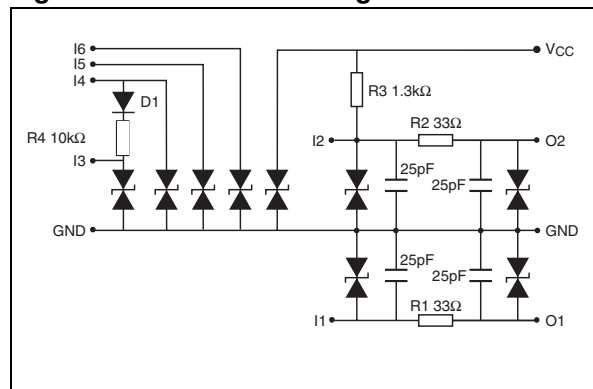 I6
I5
I4
D1
R4 10kΩ
I3
GND
VCC
R3 1.3kΩ
I2
R2 33Ω
O2
25pF
25pF
GND
25pF
25pF
R1 33Ω
I1
O1